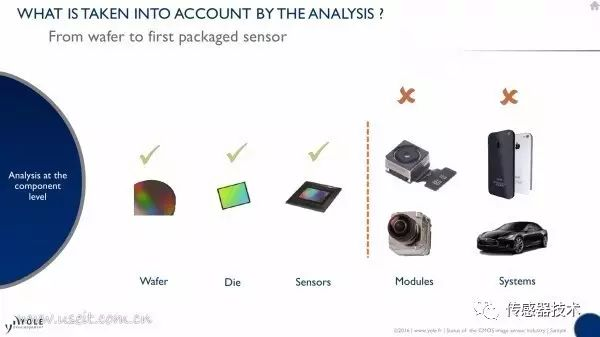 WHAT IS TAKEN INTO ACCOUNT BY THE ANALYSIS ?
From wafer to first packaged sensor
Analysis at the
component
level
Wafer
Die
Sensors
Modules
Systems
YOLE
www.useit.com.cn
传感器技术
©2016 | www.yole.fr | Status of the CMOS image sensor industry | Sample